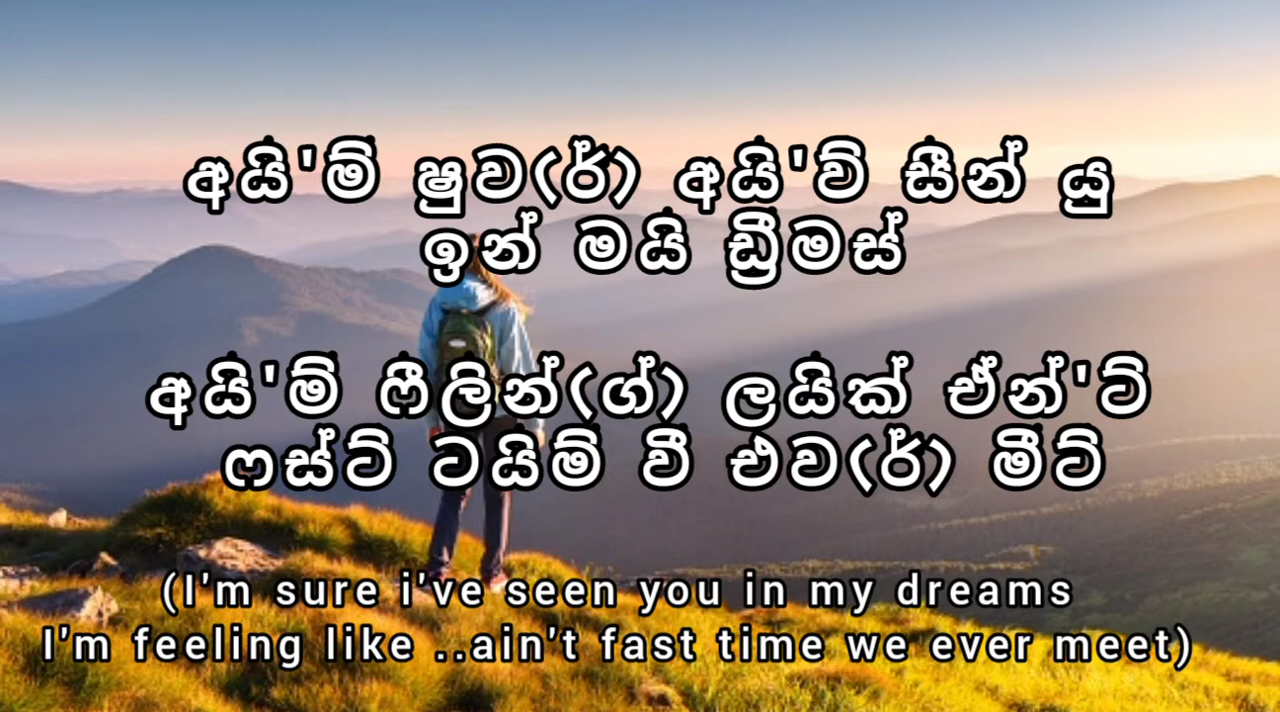 අයි'ම් ෂුව(ර්) අයි'ව් සීන් යු
ඉන් මයි ඩ්‍රීමස්
අයි'ම් ෆීලින්(ග්) ලයික් ඒන්'ට්
ෆස්ට් ටයිම් වී එව(ර්) මීට්
(I'm sure i've seen you in my dreams
I'm feeling like ..ain't fast time we ever meet)